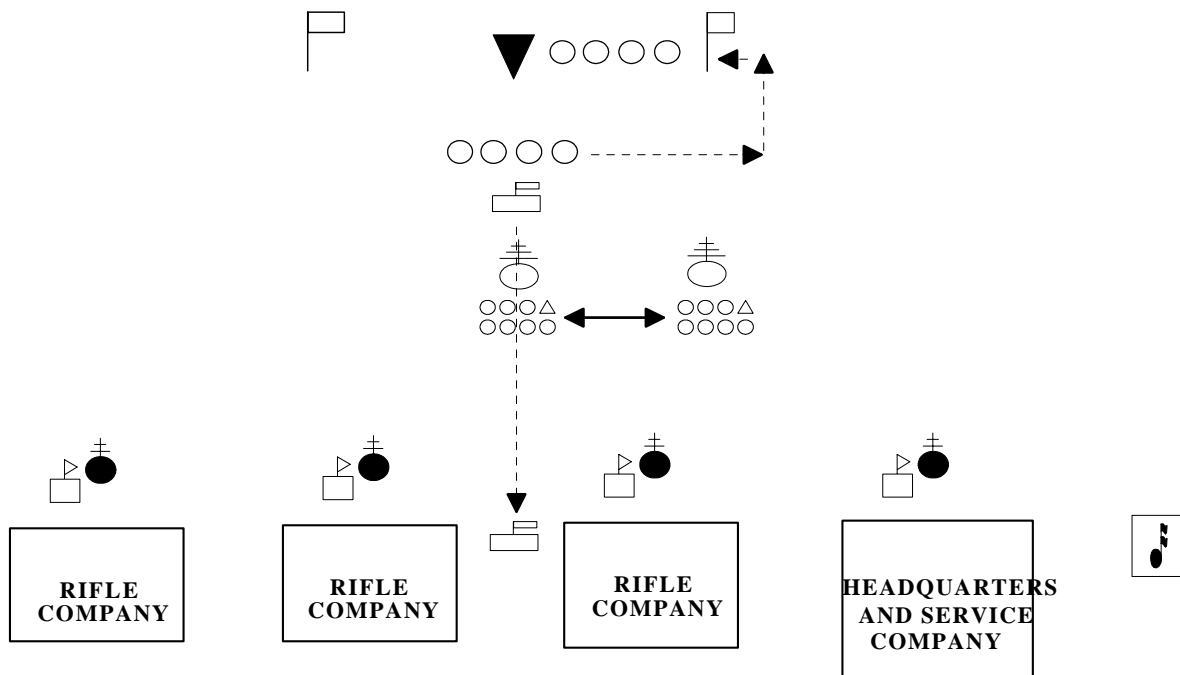 RIFLE
COMPANY
RIFLE
COMPANY
RIFLE
COMPANY
HEADQUARTERS
AND SERVICE
COMPANY